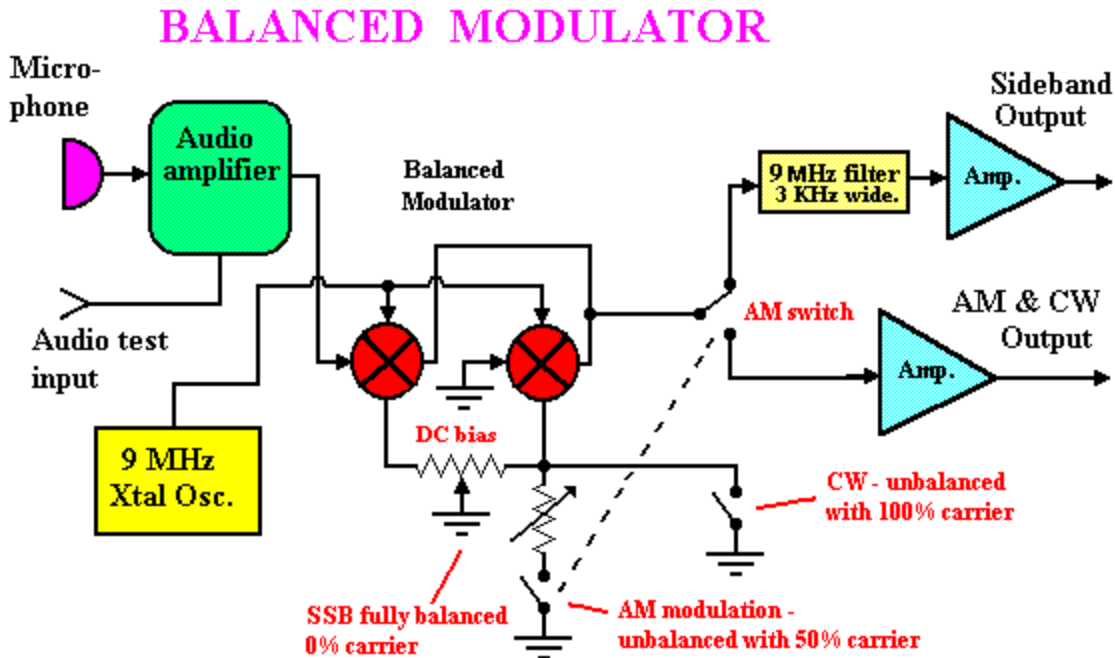 BALANCED MODULATOR
Micro-
phone
Audio
amplifier
Balanced
Modulator
9 MHz filter
3 KHz wide.
Amp.
Sideband
Output
Audio test
input
AM switch
AM & CW
Output
Amp.
9 MHz
Xtal Osc.
DC bias
CW - unbalanced
with 100% carrier
SSB fully balanced
0% carrier
AM modulation -
unbalanced with 50% carrier